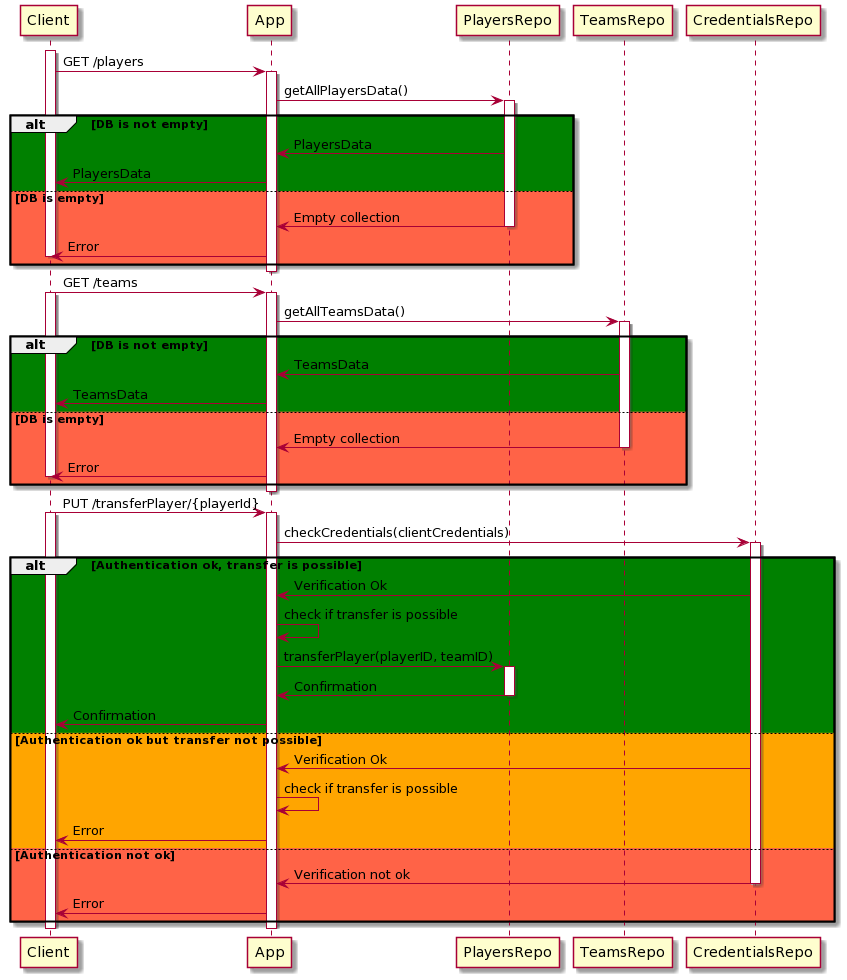 Client App PlayersRepo TeamsRepo CredentialsRepo
GET /players
getAllPlayersData()
alt [DB is not empty]
PlayersData
PlayersData
[DB is empty]
Empty collection
Error
GET /teams
getAllTeamsData()
alt [DB is not empty]
TeamsData
TeamsData
[DB is empty]
Empty collection
Error
PUT /transferPlayer/{playerId}
checkCredentials(clientCredentials)
alt [Authentication ok, transfer is possible]
Verification Ok
check if transfer is possible
transferPlayer(playerID, teamID)
Confirmation
Confirmation
[Authentication ok but transfer not possible]
Verification Ok
check if transfer is possible
Error
[Authentication not ok]
Verification not ok
Error
Client App PlayersRepo TeamsRepo CredentialsRepo